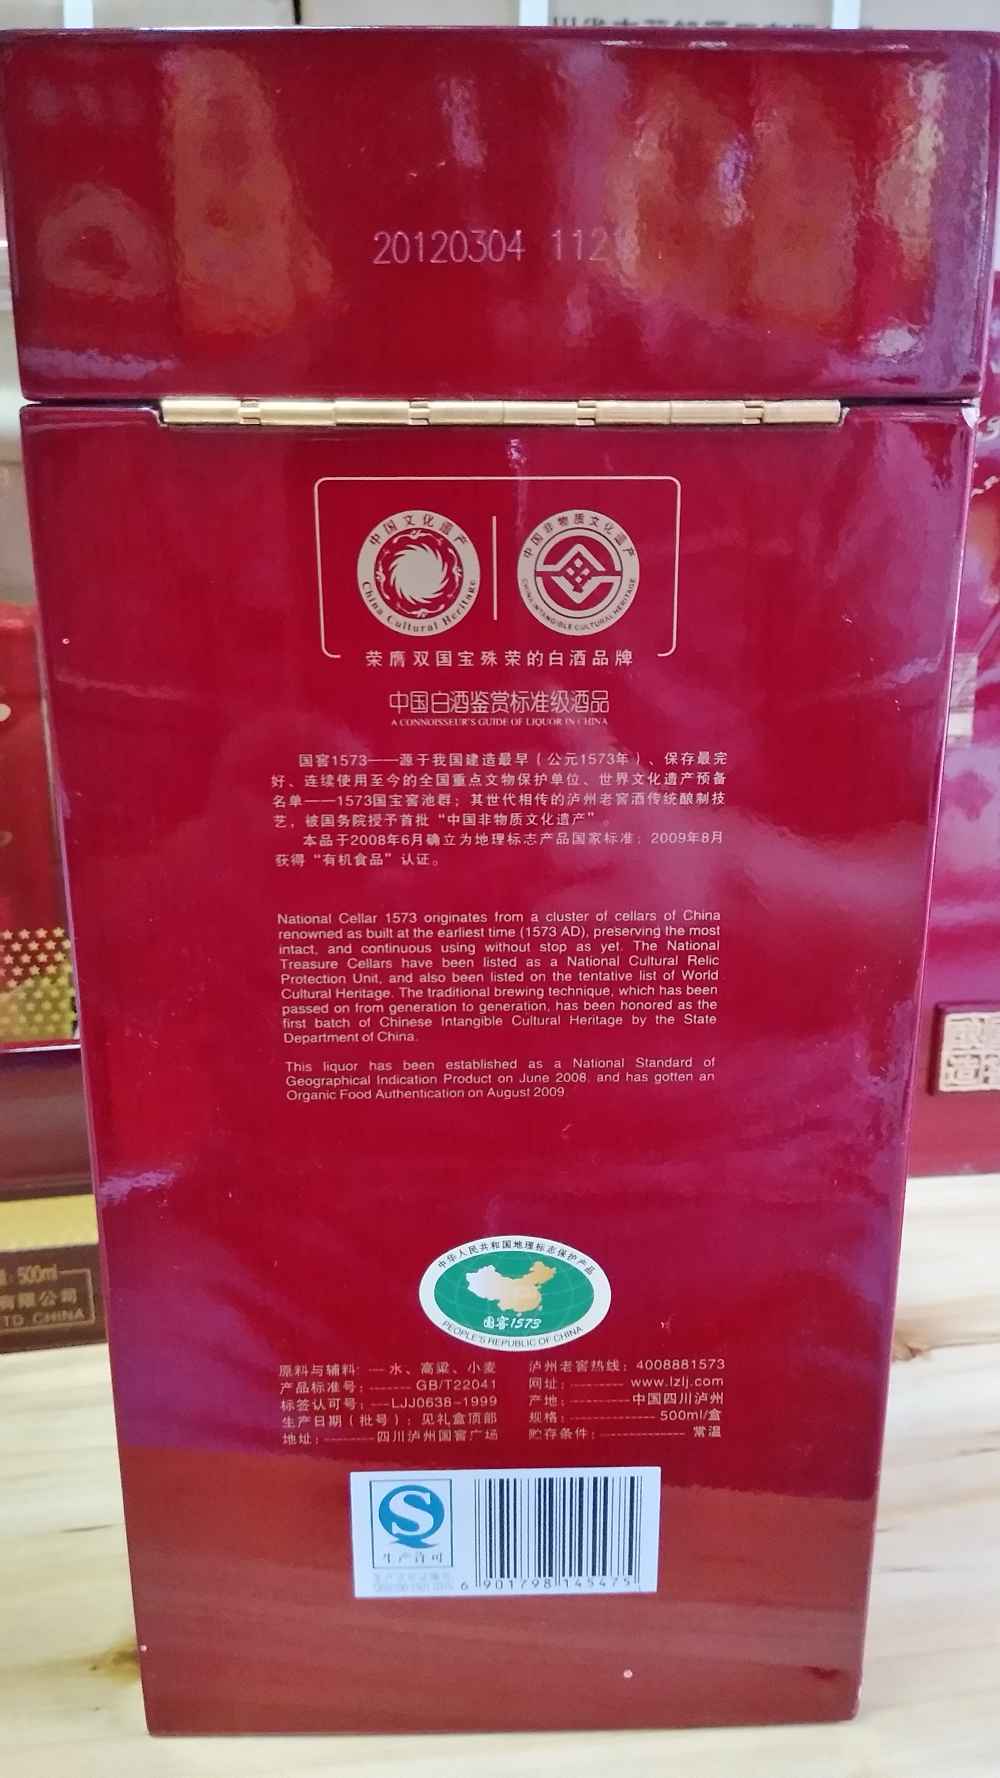 20120304 112
中国文化遗产
China Cultural Heritage
中国非物质文化遗产
CHINA INTANGIBLE CULTURAL HERITAGE
荣膺双国宝殊荣的白酒品牌
中国白酒鉴赏标准级酒品
A CONNOISSEUR'S GUIDE OF LIQUOR IN CHINA
国窖1573——源于我国建造最早（公元1573年）、保存最完
好、连续使用至今的全国重点文物保护单位、世界文化遗产预备
名单——1573国宝窖池群；其世代相传的泸州老窖酒传统酿制技
艺，被国务院授予首批“中国非物质文化遗产”。
本品于2008年6月确立为地理标志产品国家标准；2009年8月
获得“有机食品”认证。
National Cellar 1573 originates from a cluster of cellars of China
renowned as built at the earliest time (1573 AD), preserving the most
intact, and continuous using without stop as yet. The National
Treasure Cellars have been listed as a National Cultural Relic
Protection Unit, and also been listed on the tentative list of World
Cultural Heritage. The traditional brewing technique, which has been
passed on from generation to generation, has been honored as the
first batch of Chinese Intangible Cultural Heritage by the State
Department of China.
This liquor has been established as a National Standard of
Geographical Indication Product on June 2008, and has gotten an
Organic Food Authentication on August 2009.
中华人民共和国地理标志保护产品
国窖1573
PEOPLE'S REPUBLIC OF CHINA
原料与辅料：---水、高粱、小麦
产品标准号：-------GB/T22041
标签认可号：---LJJ0638-1999
生产日期（批号）：见礼盒顶部
地址：---------四川泸州国窖广场
泸州老窖热线：4008881573
网址：---------www.lzlj.com
产地：----------中国四川泸州
规格：--------------500ml/盒
贮存条件：--------------常温
生产许可
6 901798 145475
500ml
有限公司
TD CHINA